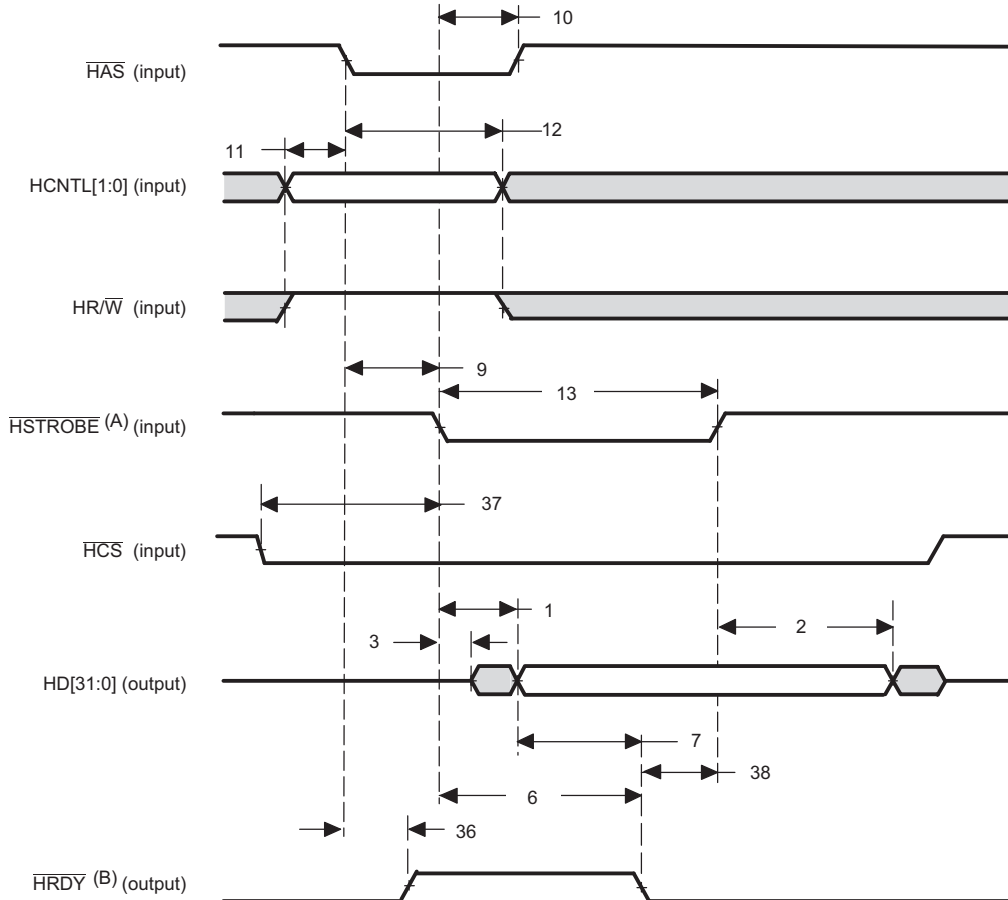 10
HAS (input)
12
11
HCNTL[1:0] (input)
HR/W (input)
9
13
HSTROBE (A) (input)
37
HCS (input)
1
2
3
HD[31:0] (output)
7
38
6
36
HRDY (B) (output)